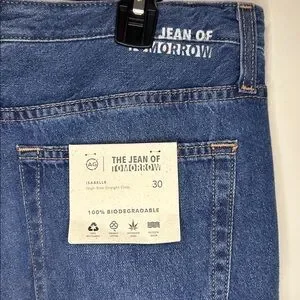 THE JEAN OF
TOMORROW
AG
THE JEAN OF
TOMORROW
ISABELLE
High-Rise Straight Crop
30
100% BIODEGRADABLE